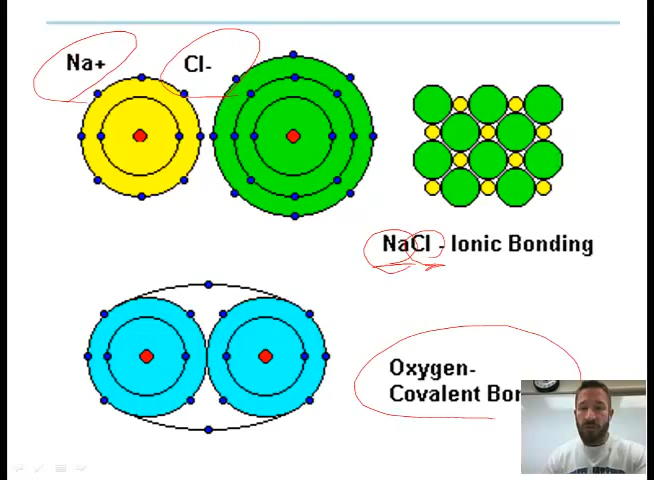 Na+
Cl-
NaCl - Ionic Bonding
Oxygen-
Covalent Bon